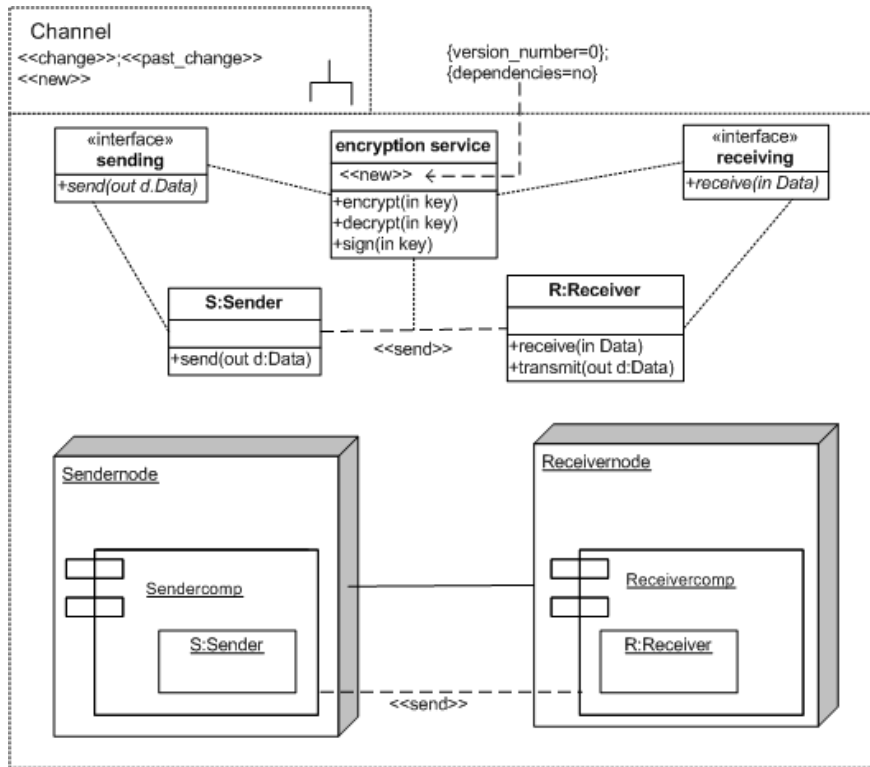 Channel
<<change>>;<<past_change>>
<<new>>
{version_number=0};
{dependencies=no}
«interface»
sending
+send(out d.Data)
encryption service
<<new>>
+encrypt(in key)
+decrypt(in key)
+sign(in key)
«interface»
receiving
+receive(in Data)
S:Sender
+send(out d:Data)
<<send>>
R:Receiver
+receive(in Data)
+transmit(out d:Data)
Sendernode
Sendercomp
S:Sender
Receivernode
Receivercomp
R:Receiver
<<send>>